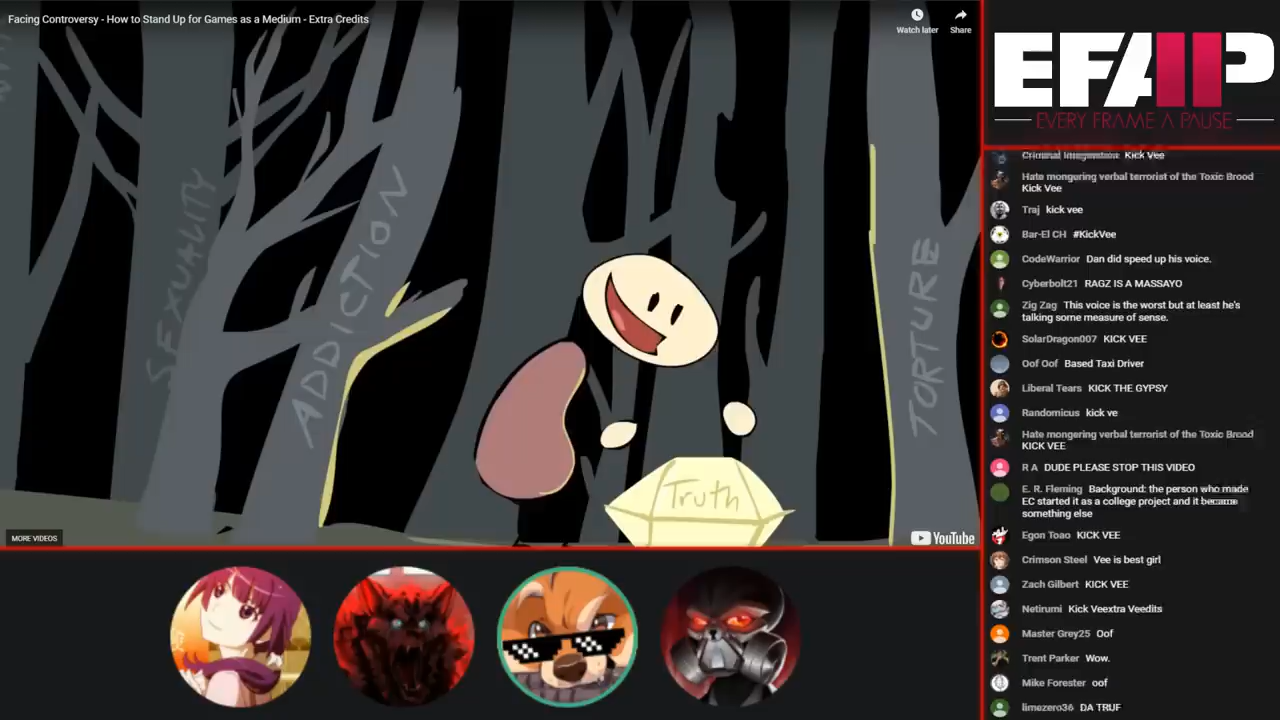 Facing Controversy - How to Stand Up for Games as a Medium - Extra Credits
Watch later
Share
SEXUALITY
ADDICTION
TORTURE
Truth
MORE VIDEOS
YouTube
EFAP
EVERY FRAME A PAUSE
Criminal Imagination Kick Vee
Hate mongering verbal terrorist of the Toxic Brood
Kick Vee
Traj kick vee
Bar-El CH #KickVee
CodeWarrior Dan did speed up his voice.
Cyberbolt21 RAGZ IS A MASSAYO
Zig Zag This voice is the worst but at least he's
talking some measure of sense.
SolarDragon007 KICK VEE
Oof Oof Based Taxi Driver
Liberal Tears KICK THE GYPSY
Randomicus kick ve
Hate mongering verbal terrorist of the Toxic Brood
KICK VEE
R A DUDE PLEASE STOP THIS VIDEO
E. R. Fleming Background: the person who made
EC started it as a college project and it became
something else
Egon Toao KICK VEE
Crimson Steel Vee is best girl
Zach Gilbert KICK VEE
Netirumi Kick Veextra Veedits
Master Grey25 Oof
Trent Parker Wow.
Mike Forester oof
limezero36 DA TRUF